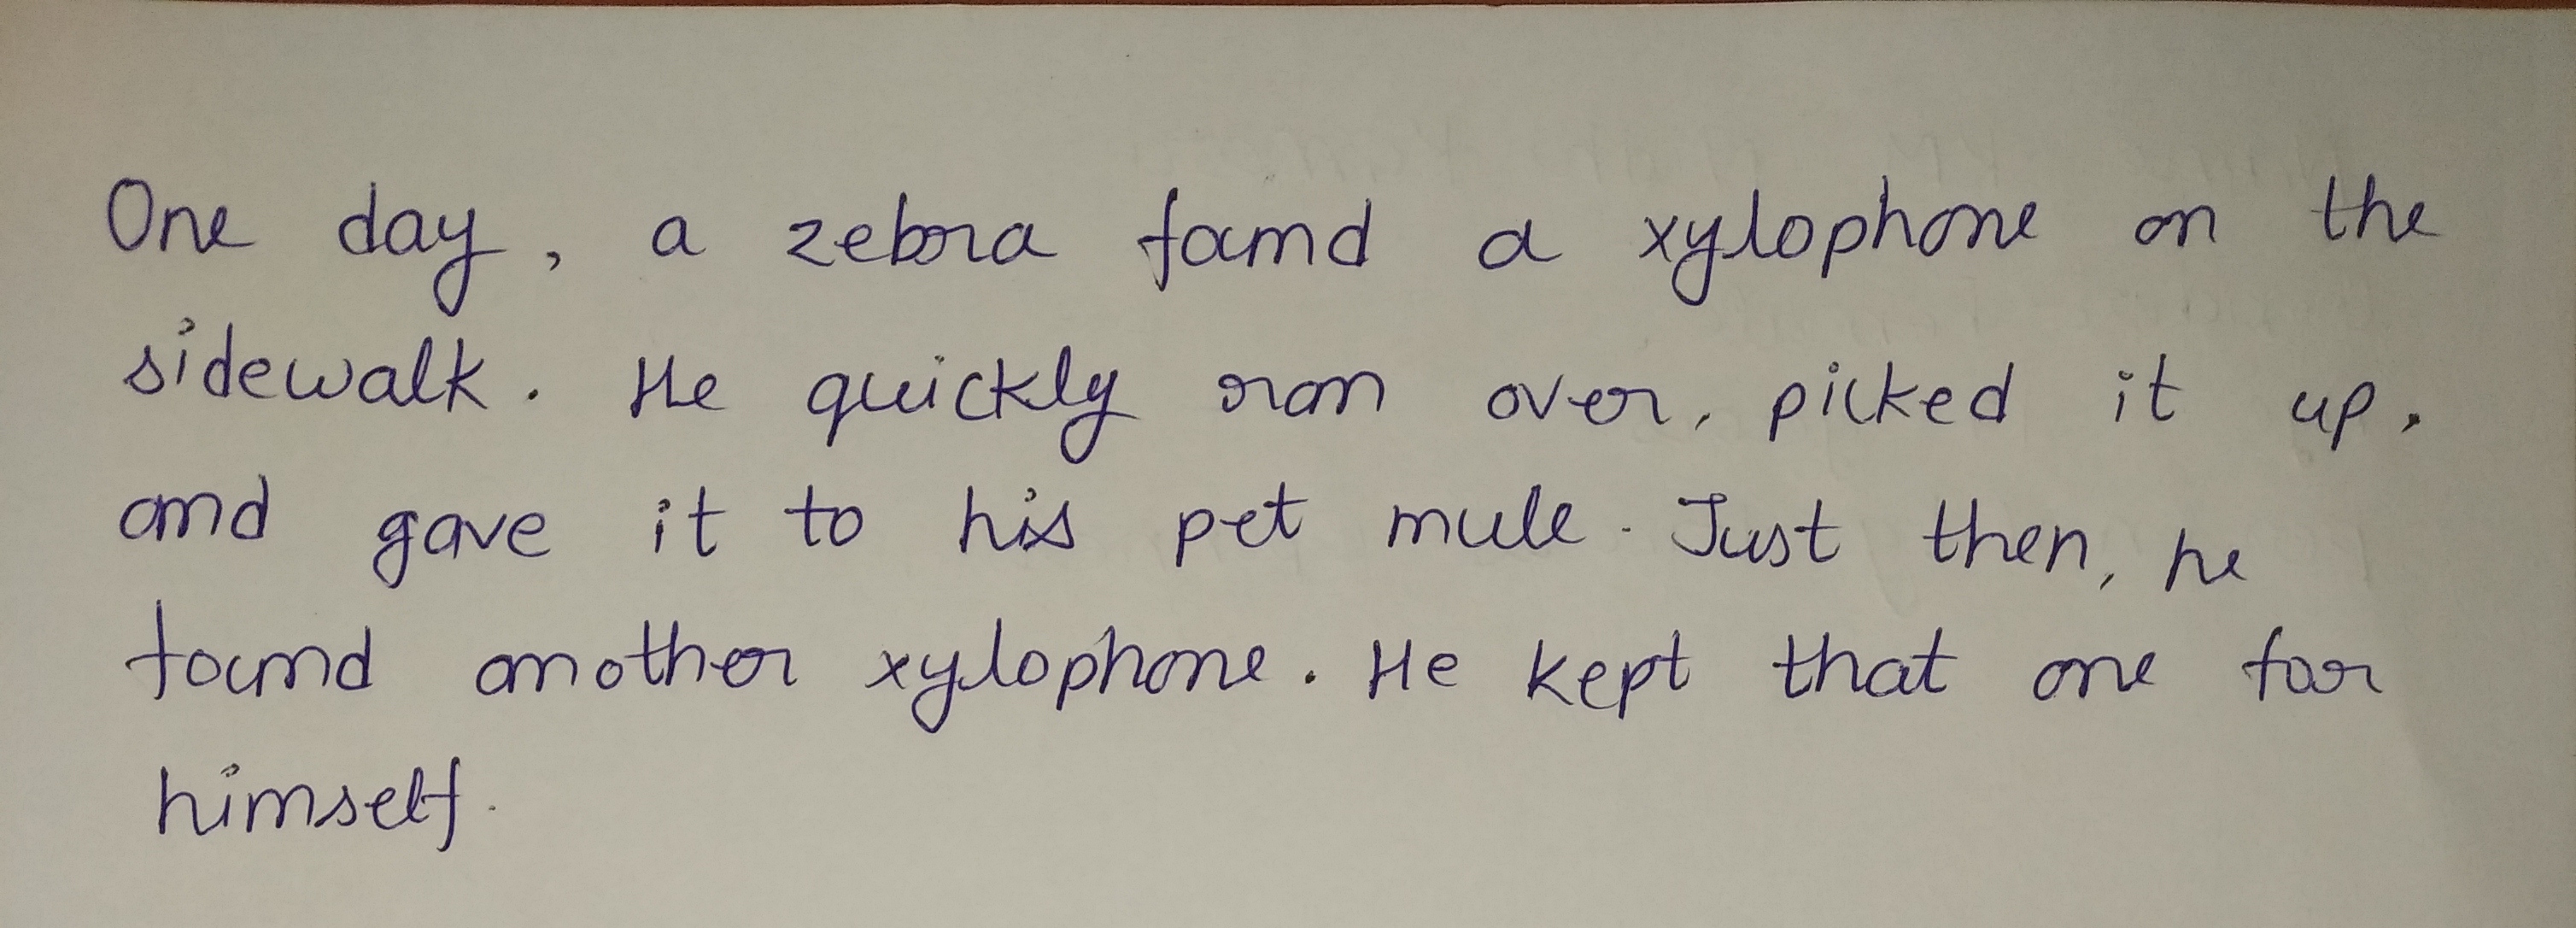 One day, a zebra found a xylophone on the
sidewalk. He quickly ran over, picked it up,
and gave it to his pet mule. Just then, he
found another xylophone. He kept that one for
himself.